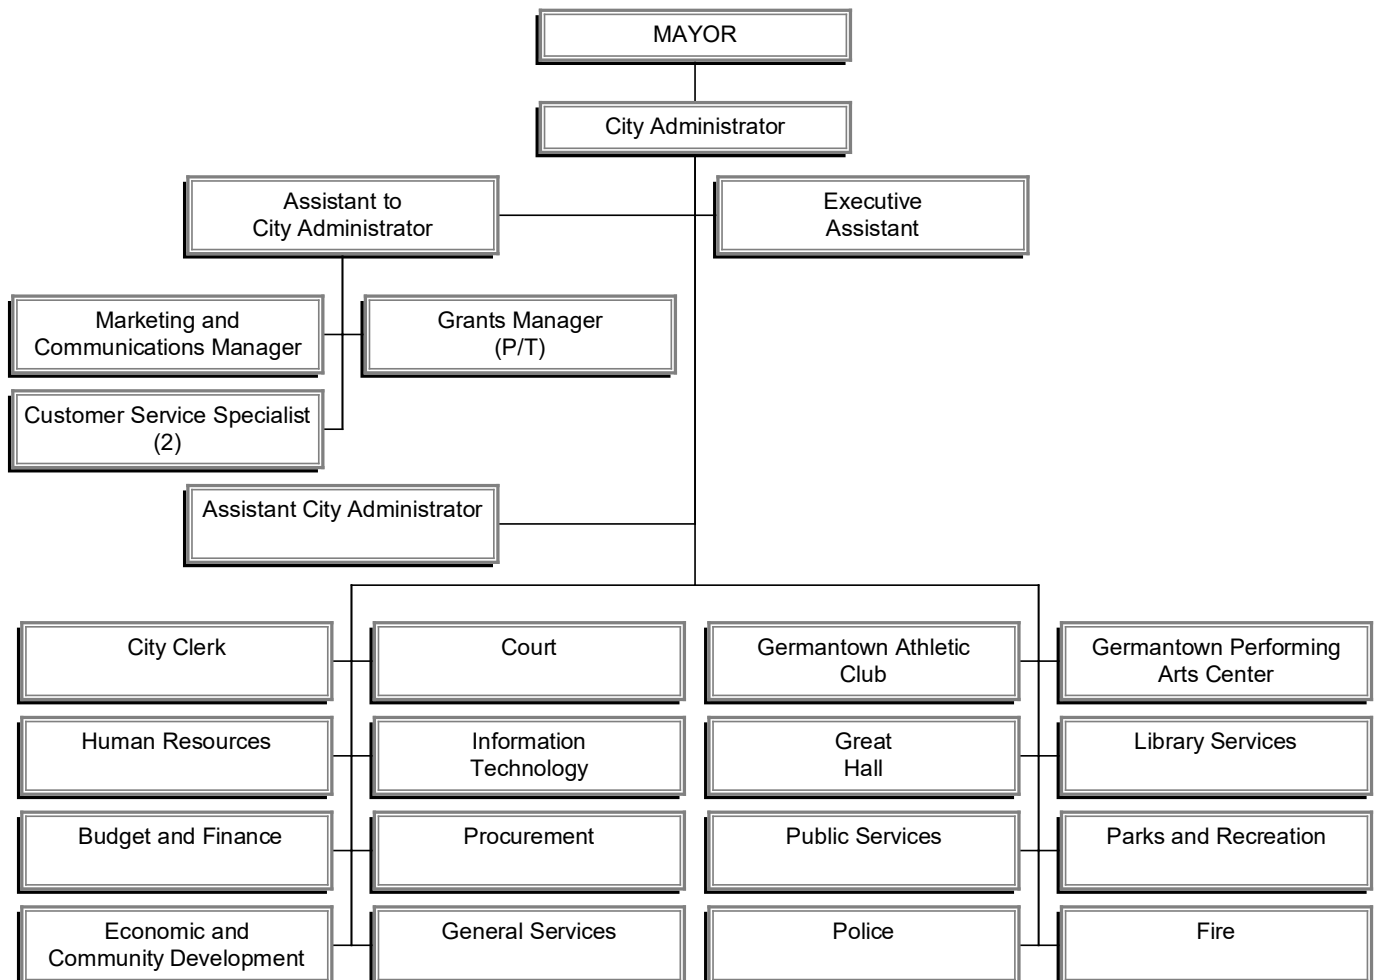 MAYOR
City Administrator
Assistant to
City Administrator
Executive
Assistant
Marketing and
Communications Manager
Grants Manager
(P/T)
Customer Service Specialist
(2)
Assistant City Administrator
City Clerk
Court
Germantown Athletic
Club
Germantown Performing
Arts Center
Human Resources
Information
Technology
Great
Hall
Library Services
Budget and Finance
Procurement
Public Services
Parks and Recreation
Economic and
Community Development
General Services
Police
Fire